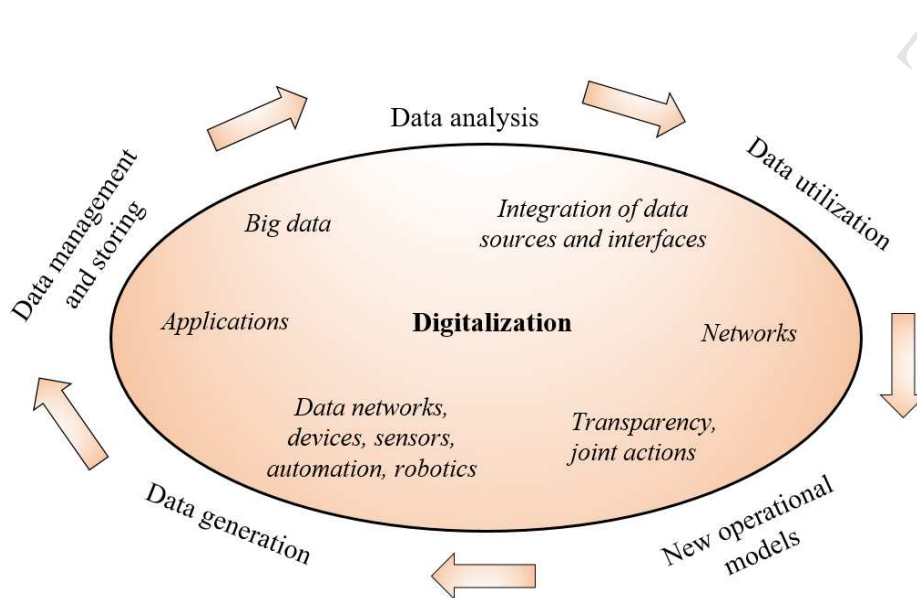 Data analysis
Data utilization
Data management
and storing
Big data
Integration of data
sources and interfaces
Applications
Digitalization
Networks
Data networks,
devices, sensors,
automation, robotics
Transparency,
joint actions
Data generation
New operational
models